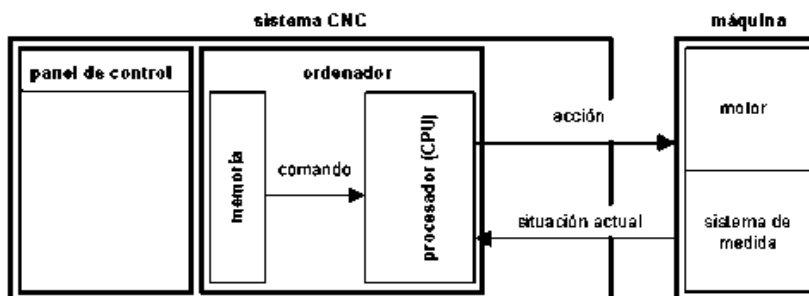 sistema CNC
máquina
panel de control
ordenador
memoria
comando
procesador (CPU)
acción
situación actual
motor
sistema de
medida